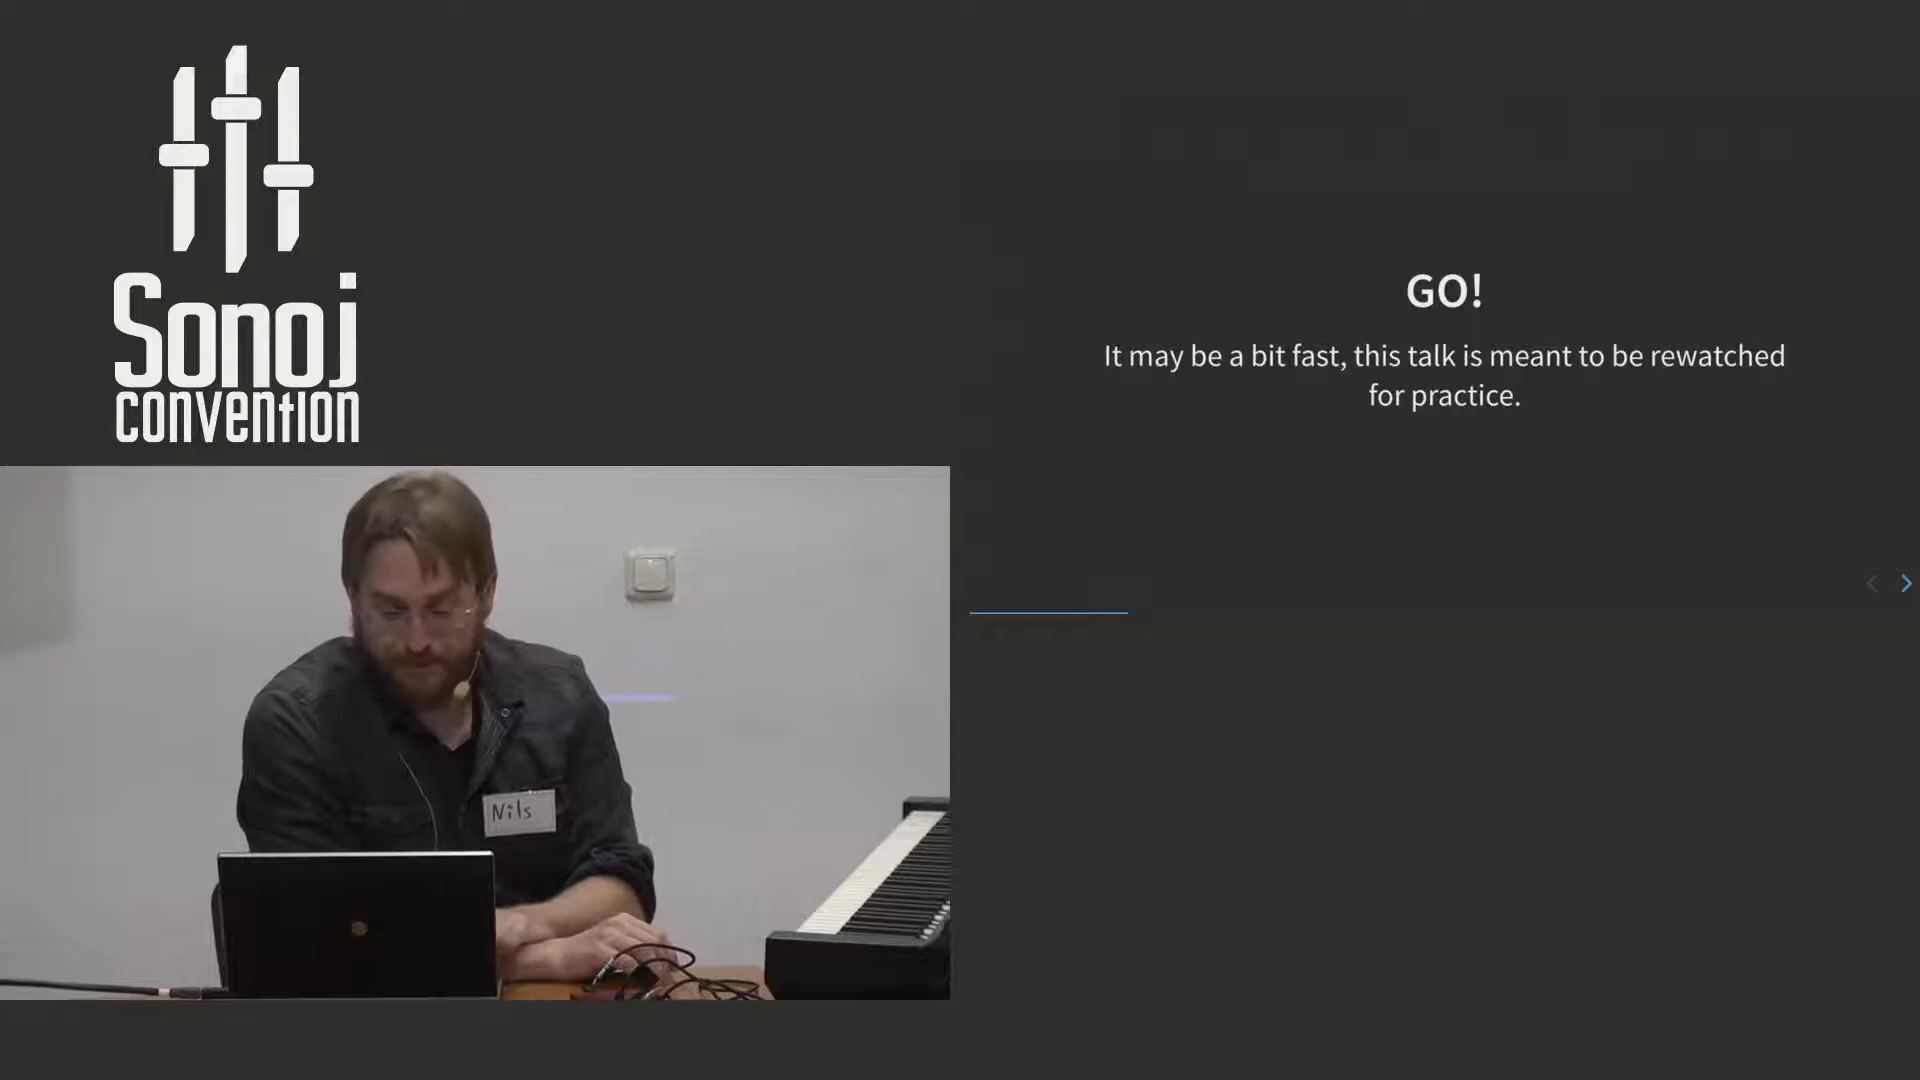 Sonoj
convention
GO!
It may be a bit fast, this talk is meant to be rewatched
for practice.
Nils